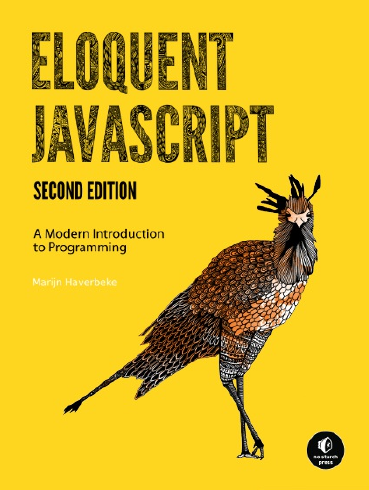 ELOQUENT
JAVASCRIPT
SECOND EDITION
A Modern Introduction
to Programming
Marijn Haverbeke
no starch
press